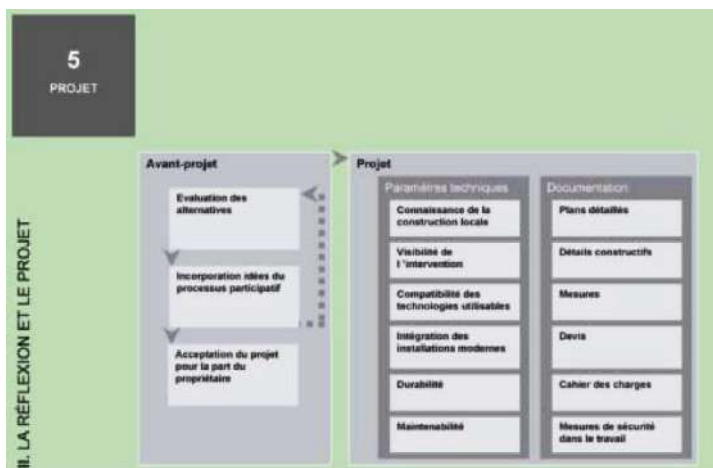 5
PROJET
II. LA RÉFLEXION ET LE PROJET
Avant-projet
Evaluation des
alternatives
Incorporation idées du
processus participatif
Acceptation du projet
pour la part du
propriétaire
Projet
Paramètres techniques
Connaissance de la
construction locale
Visibilité de
l'intervention
Compatibilité des
technologies utilisables
Intégration des
installations modernes
Durabilité
Maintenabilité
Documentation
Plans détaillés
Détails constructifs
Mesures
Devis
Cahier des charges
Mesures de sécurité
dans le travail